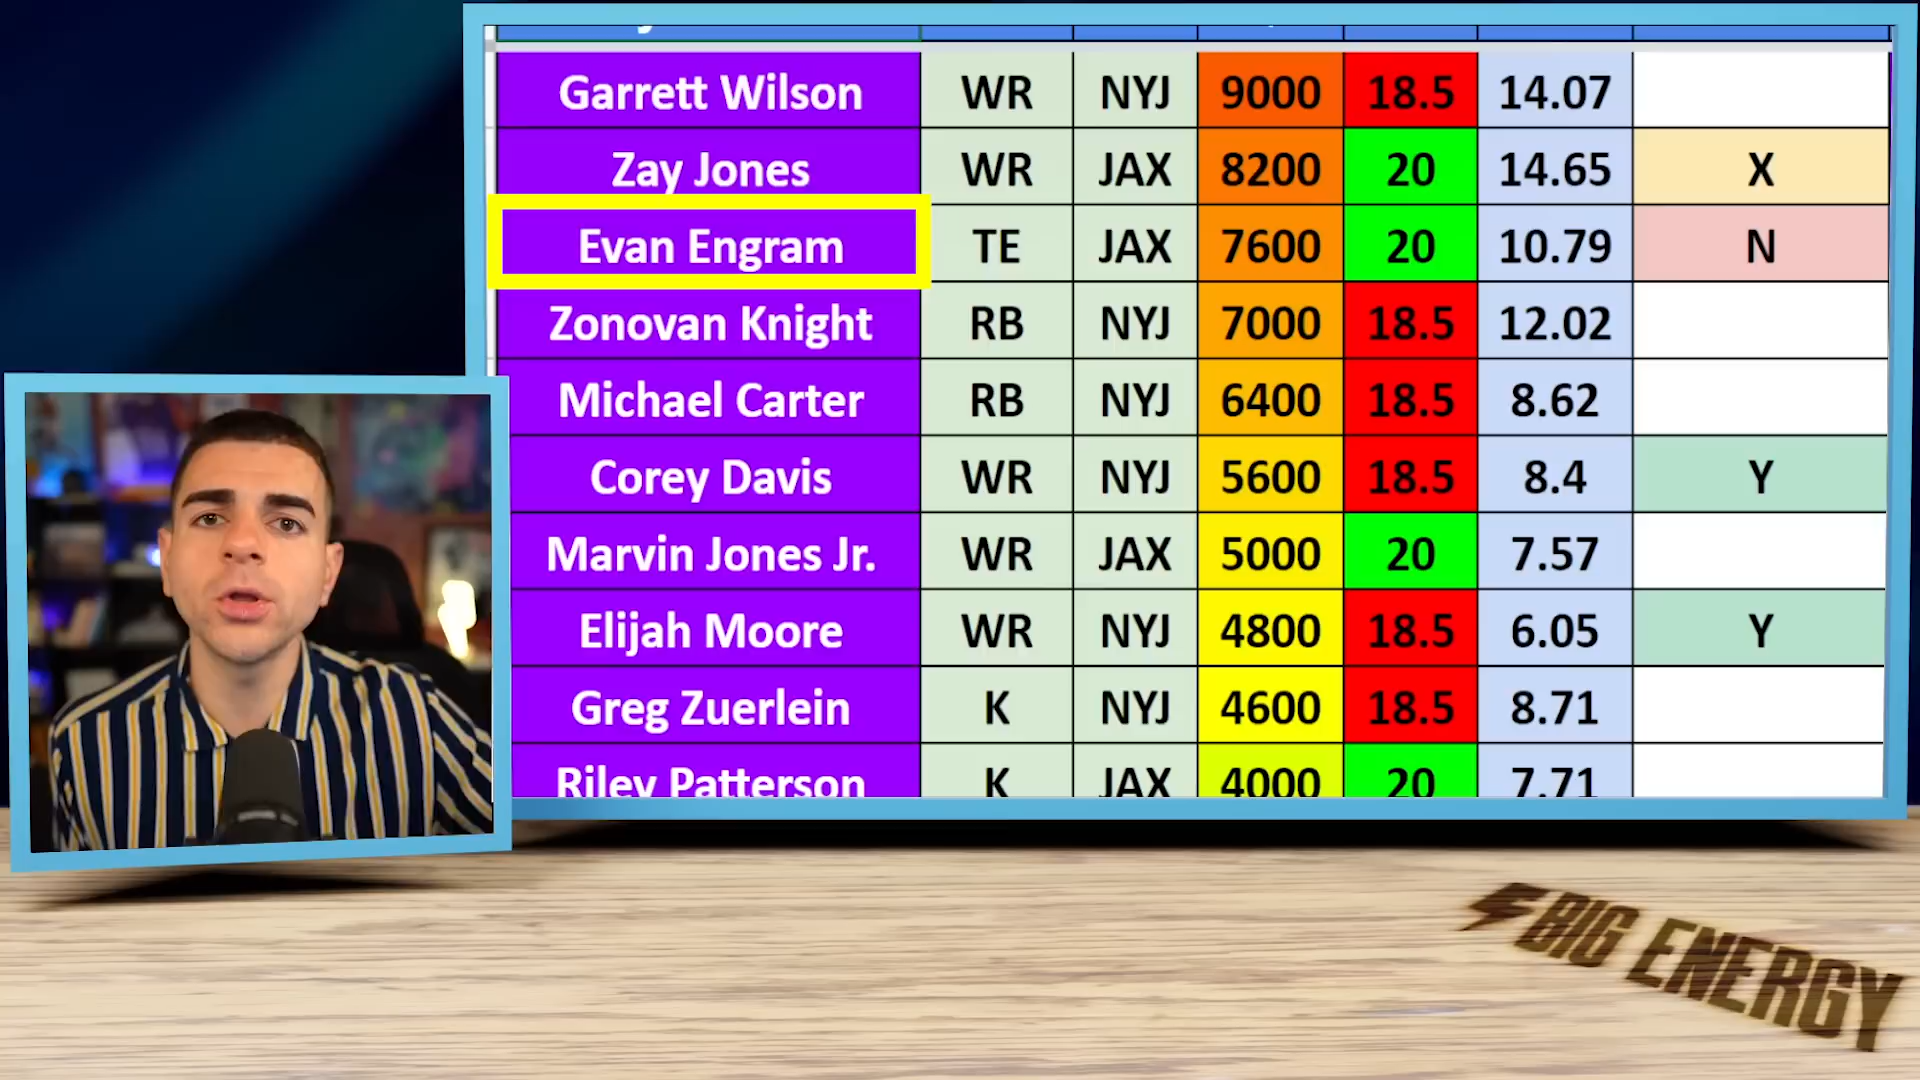 Garrett Wilson WR NYJ 9000 18.5 14.07
Zay Jones WR JAX 8200 20 14.65 X
Evan Engram TE JAX 7600 20 10.79 N
Zonovan Knight RB NYJ 7000 18.5 12.02
Michael Carter RB NYJ 6400 18.5 8.62
Corey Davis WR NYJ 5600 18.5 8.4 Y
Marvin Jones Jr. WR JAX 5000 20 7.57
Elijah Moore WR NYJ 4800 18.5 6.05 Y
Greg Zuerlein K NYJ 4600 18.5 8.71
Riley Patterson K JAX 4000 20 7.71
BIG ENERGY